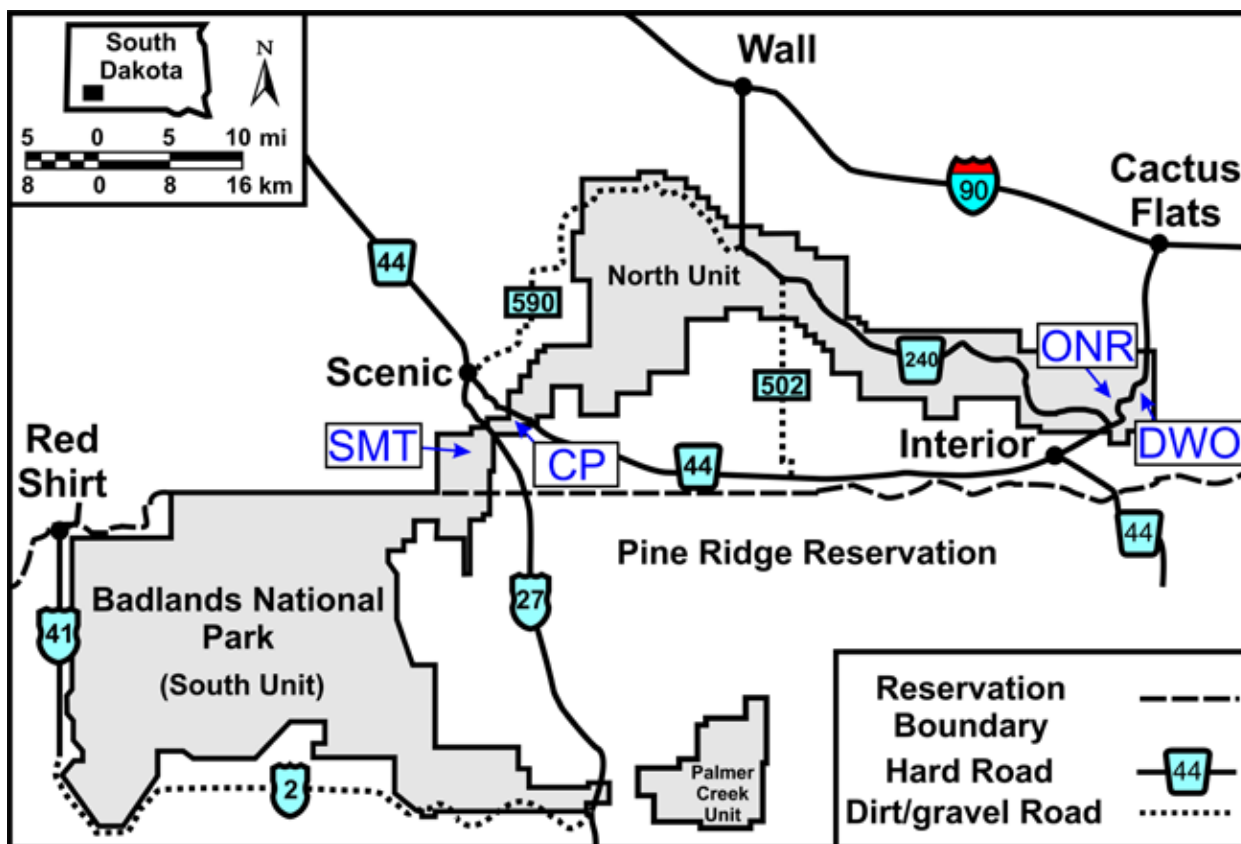 South
Dakota
N
5 0 5 10 mi
8 0 8 16 km
Wall
90
Cactus
Flats
44
590
North Unit
ONR
240
Scenic
502
Red
Shirt
SMT
CP
Interior
DWO
44
44
Pine Ridge Reservation
Badlands National
Park
(South Unit)
41
27
2
Palmer
Creek
Unit
Reservation
Boundary
Hard Road
44
Dirt/gravel Road